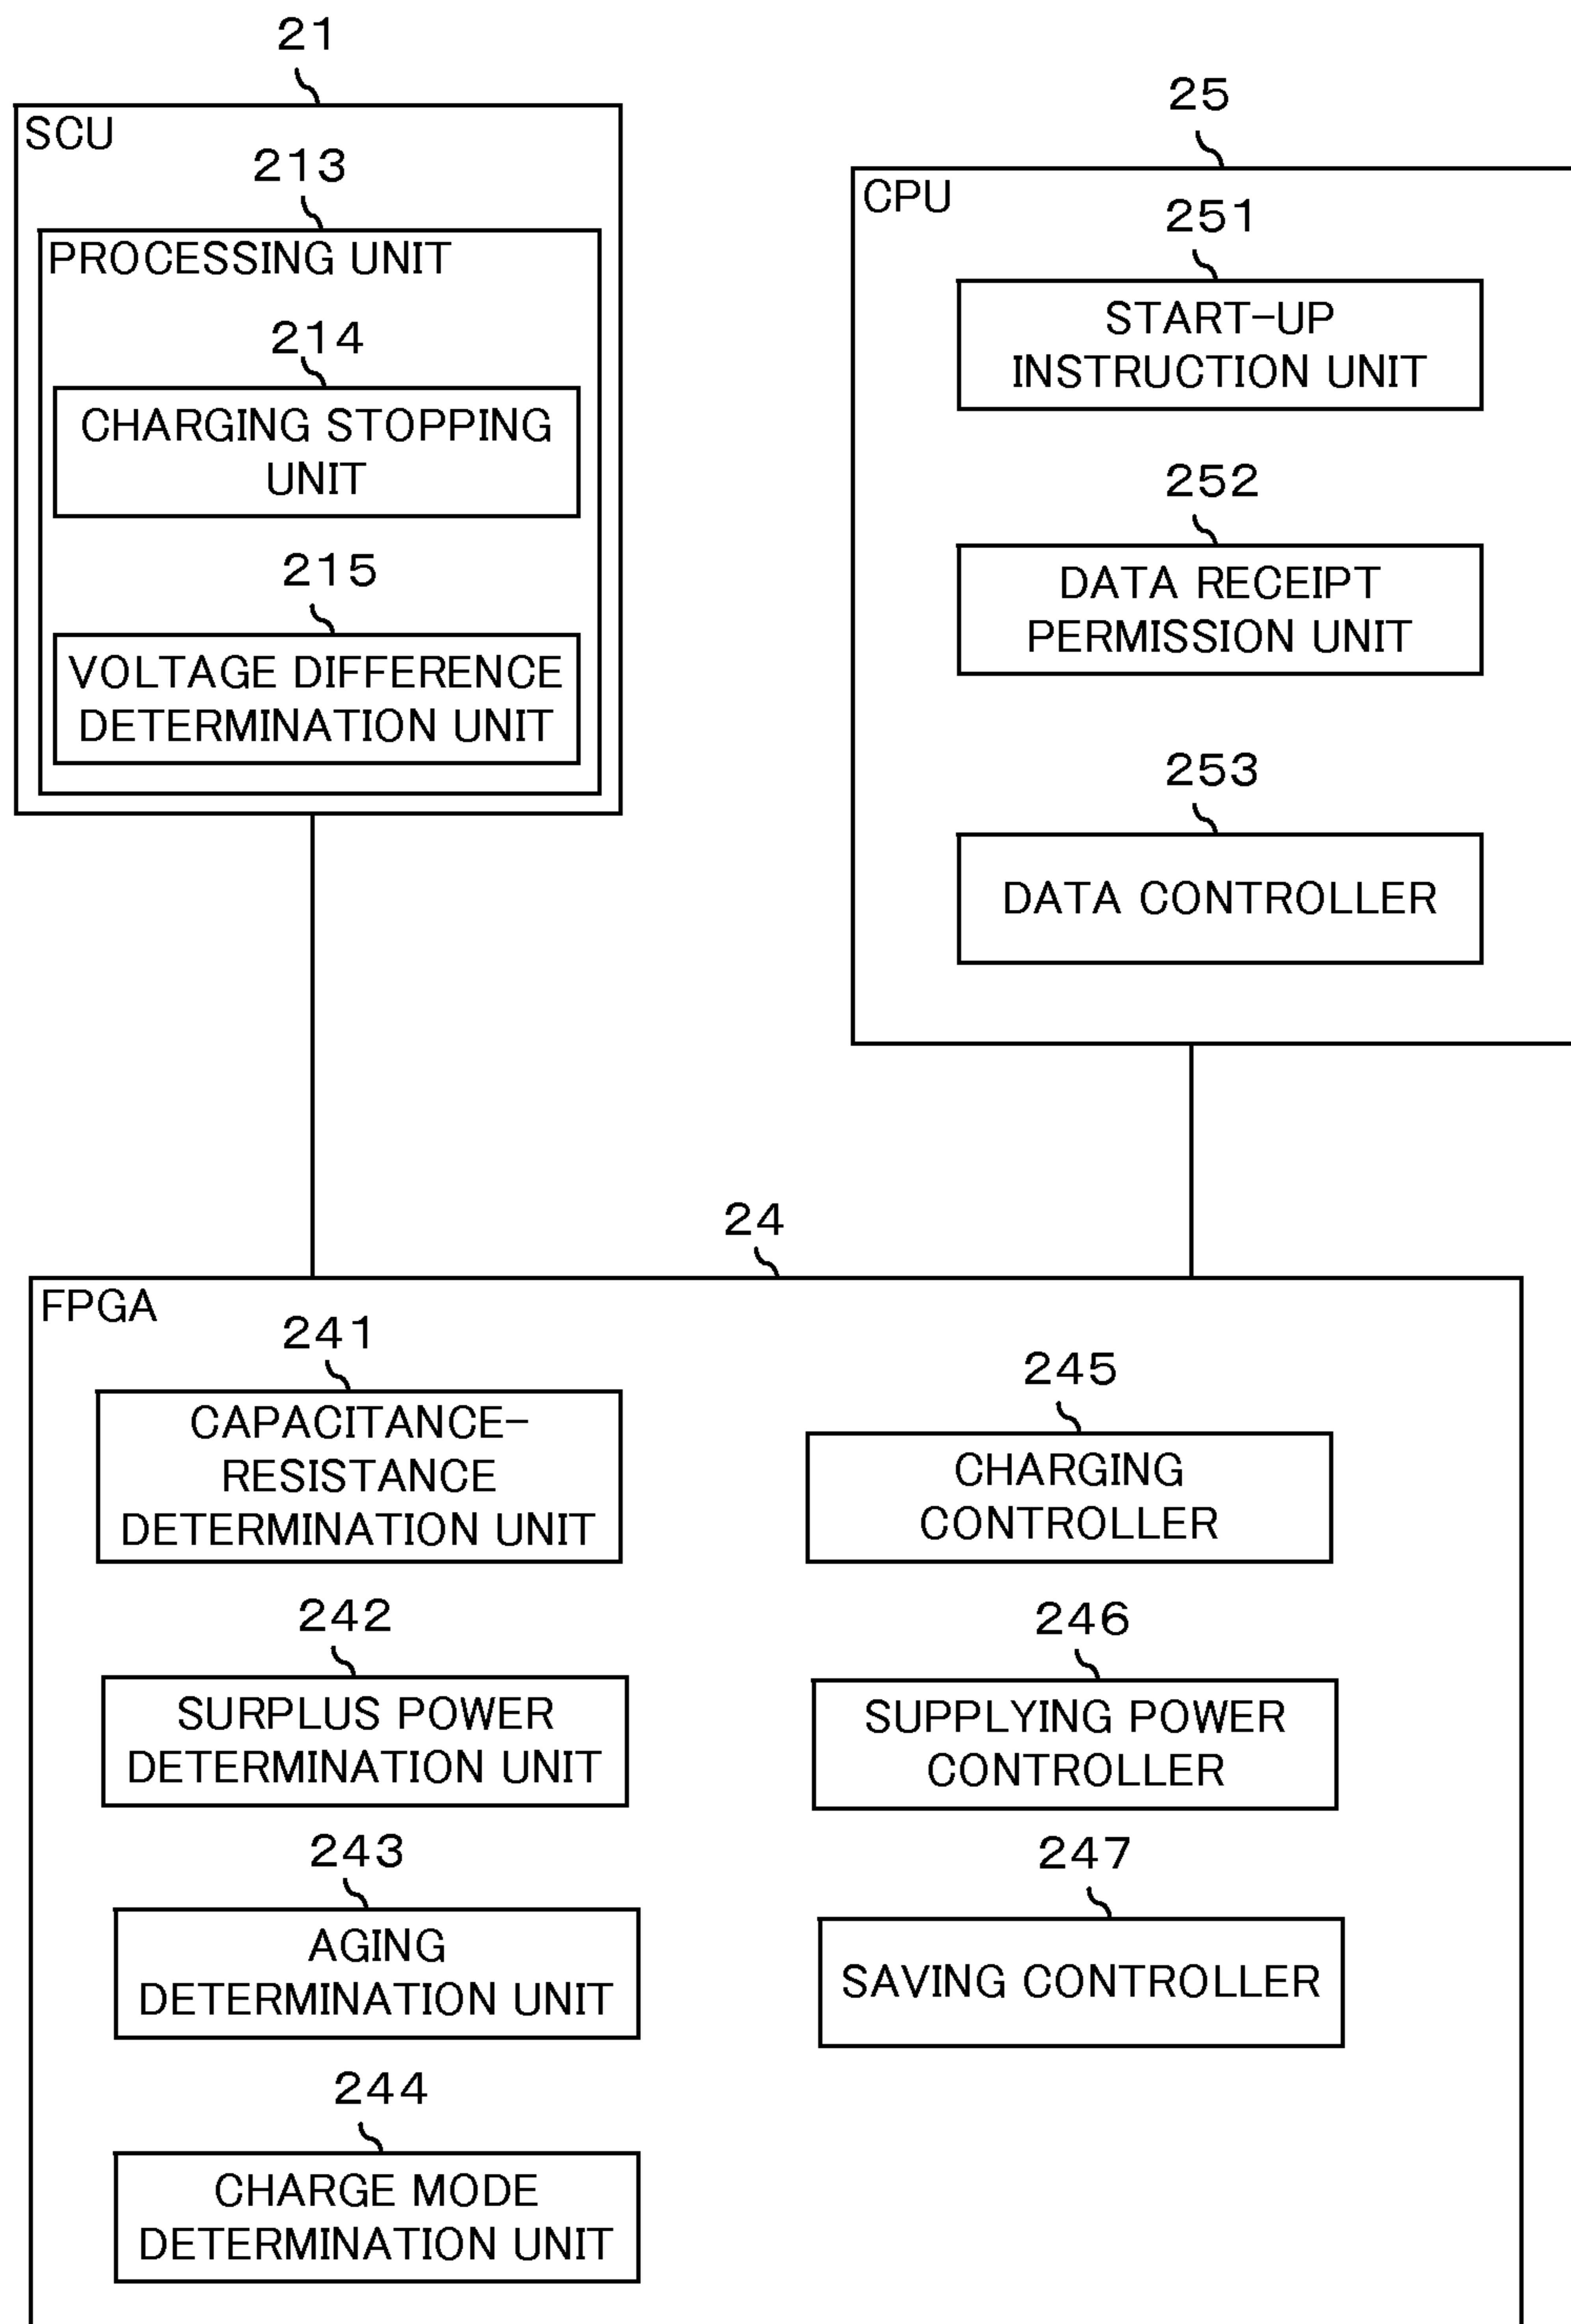 21
SCU
213
PROCESSING UNIT
214
CHARGING STOPPING
UNIT
215
VOLTAGE DIFFERENCE
DETERMINATION UNIT
25
CPU
251
START-UP
INSTRUCTION UNIT
252
DATA RECEIPT
PERMISSION UNIT
253
DATA CONTROLLER
24
FPGA
241
CAPACITANCE-
RESISTANCE
DETERMINATION UNIT
242
SURPLUS POWER
DETERMINATION UNIT
243
AGING
DETERMINATION UNIT
244
CHARGE MODE
DETERMINATION UNIT
245
CHARGING
CONTROLLER
246
SUPPLYING POWER
CONTROLLER
247
SAVING CONTROLLER